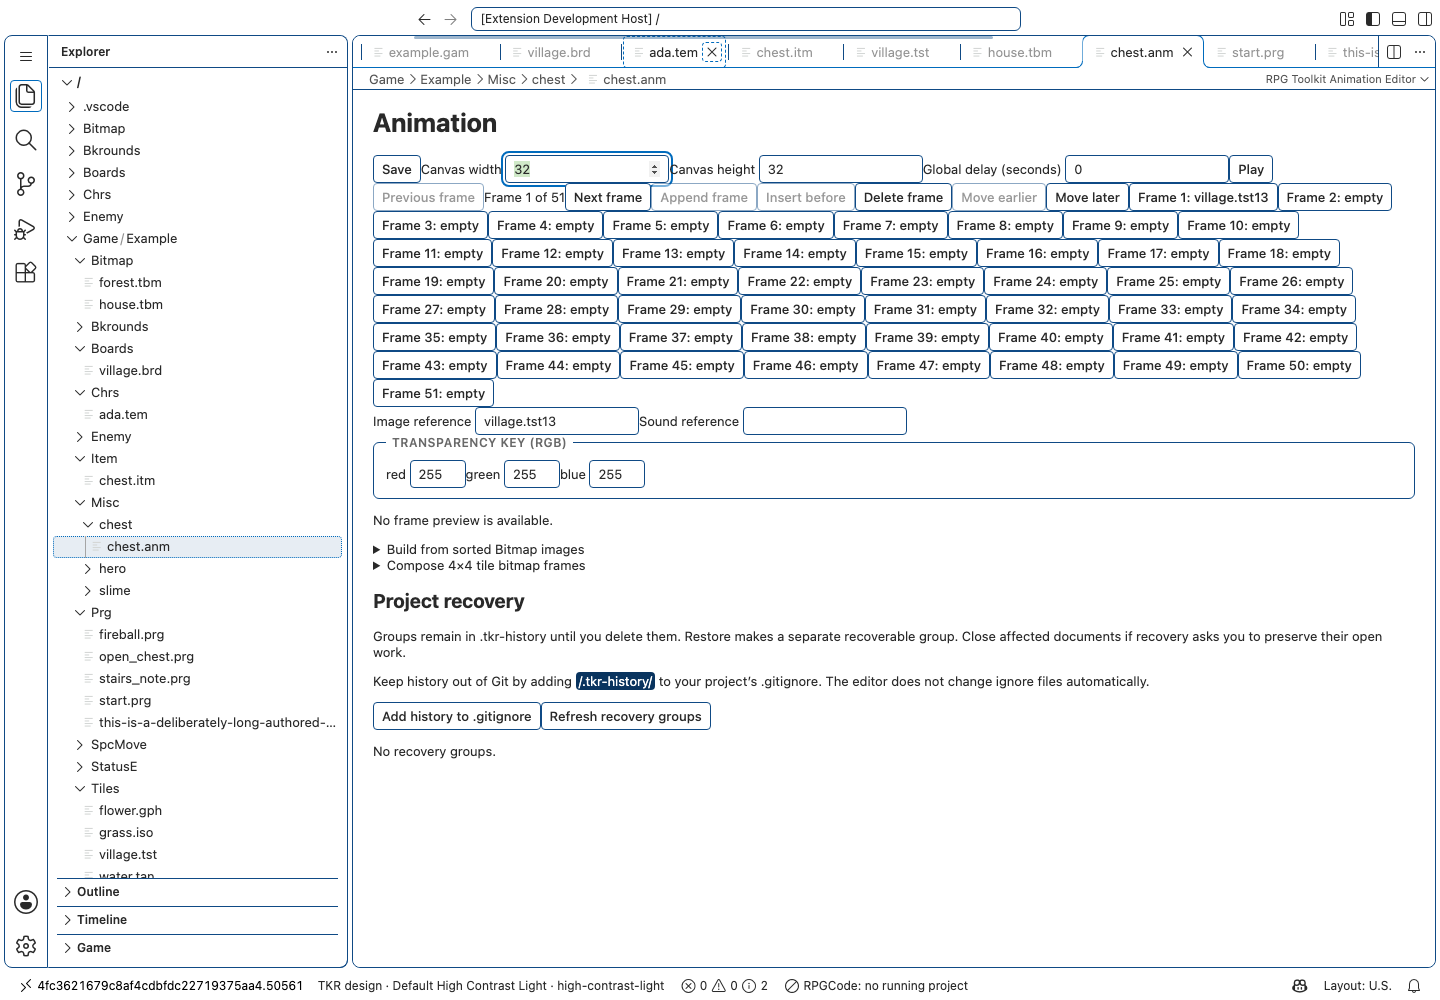 [Extension Development Host] /
Explorer
/
.vscode
Bitmap
Bkrounds
Boards
Chrs
Enemy
Game / Example
Bitmap
forest.tbm
house.tbm
Bkrounds
Boards
village.brd
Chrs
ada.tem
Enemy
Item
chest.itm
Misc
chest
chest.anm
hero
slime
Prg
fireball.prg
open_chest.prg
stairs_note.prg
start.prg
this-is-a-deliberately-long-authored-...
SpcMove
StatusE
Tiles
flower.gph
grass.iso
village.tst
water.tan
Outline
Timeline
Game
example.gam village.brd ada.tem chest.itm village.tst house.tbm chest.anm start.prg this-is
Game > Example > Misc > chest > chest.anm RPG Toolkit Animation Editor
Animation
Save Canvas width 32 Canvas height 32 Global delay (seconds) 0 Play
Previous frame Frame 1 of 51 Next frame Append frame Insert before Delete frame Move earlier Move later Frame 1: village.tst13 Frame 2: empty
Frame 3: empty Frame 4: empty Frame 5: empty Frame 6: empty Frame 7: empty Frame 8: empty Frame 9: empty Frame 10: empty
Frame 11: empty Frame 12: empty Frame 13: empty Frame 14: empty Frame 15: empty Frame 16: empty Frame 17: empty Frame 18: empty
Frame 19: empty Frame 20: empty Frame 21: empty Frame 22: empty Frame 23: empty Frame 24: empty Frame 25: empty Frame 26: empty
Frame 27: empty Frame 28: empty Frame 29: empty Frame 30: empty Frame 31: empty Frame 32: empty Frame 33: empty Frame 34: empty
Frame 35: empty Frame 36: empty Frame 37: empty Frame 38: empty Frame 39: empty Frame 40: empty Frame 41: empty Frame 42: empty
Frame 43: empty Frame 44: empty Frame 45: empty Frame 46: empty Frame 47: empty Frame 48: empty Frame 49: empty Frame 50: empty
Frame 51: empty
Image reference village.tst13 Sound reference
TRANSPARENCY KEY (RGB)
red 255 green 255 blue 255
No frame preview is available.
Build from sorted Bitmap images
Compose 4×4 tile bitmap frames
Project recovery
Groups remain in .tkr-history until you delete them. Restore makes a separate recoverable group. Close affected documents if recovery asks you to preserve their open
work.
Keep history out of Git by adding /.tkr-history/ to your project's .gitignore. The editor does not change ignore files automatically.
Add history to .gitignore Refresh recovery groups
No recovery groups.
4fc3621679c8af4cdbfdc22719375aa4.50561 TKR design · Default High Contrast Light · high-contrast-light 0 0 2 RPGCode: no running project Layout: U.S.